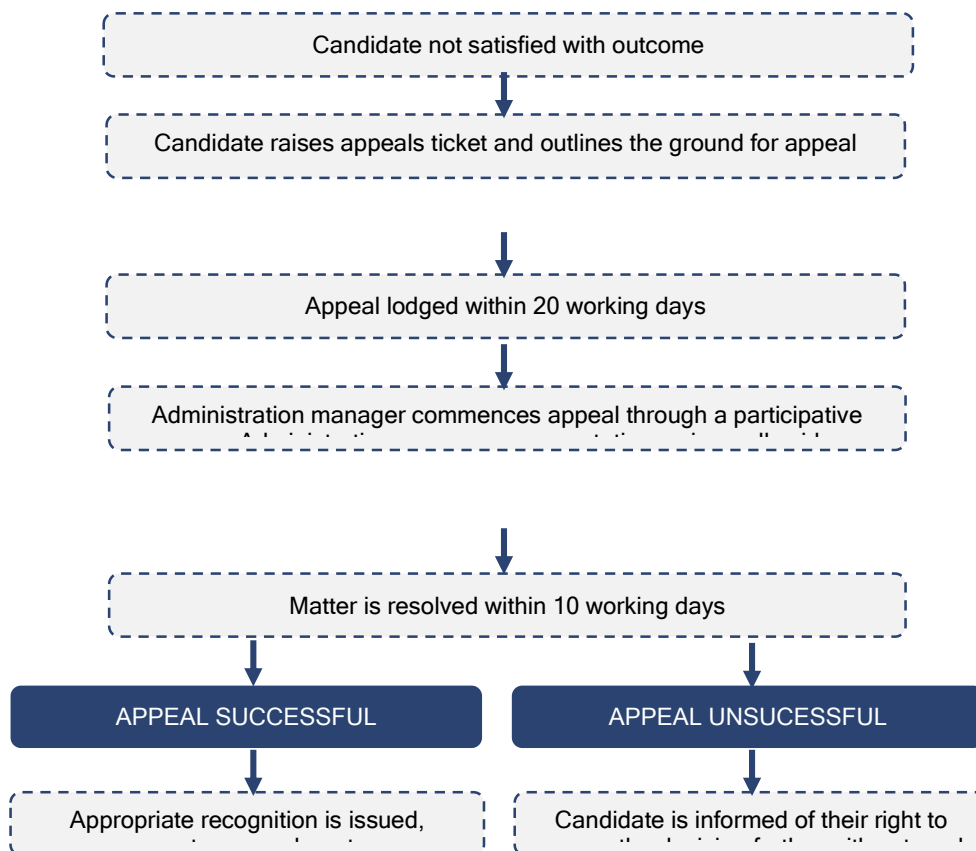 Candidate not satisfied with outcome
Candidate raises appeals ticket and outlines the ground for appeal
Appeal lodged within 20 working days
Administration manager commences appeal through a participative
Matter is resolved within 10 working days
APPEAL SUCCESSFUL
APPEAL UNSUCESSFUL
Appropriate recognition is issued,
Candidate is informed of their right to